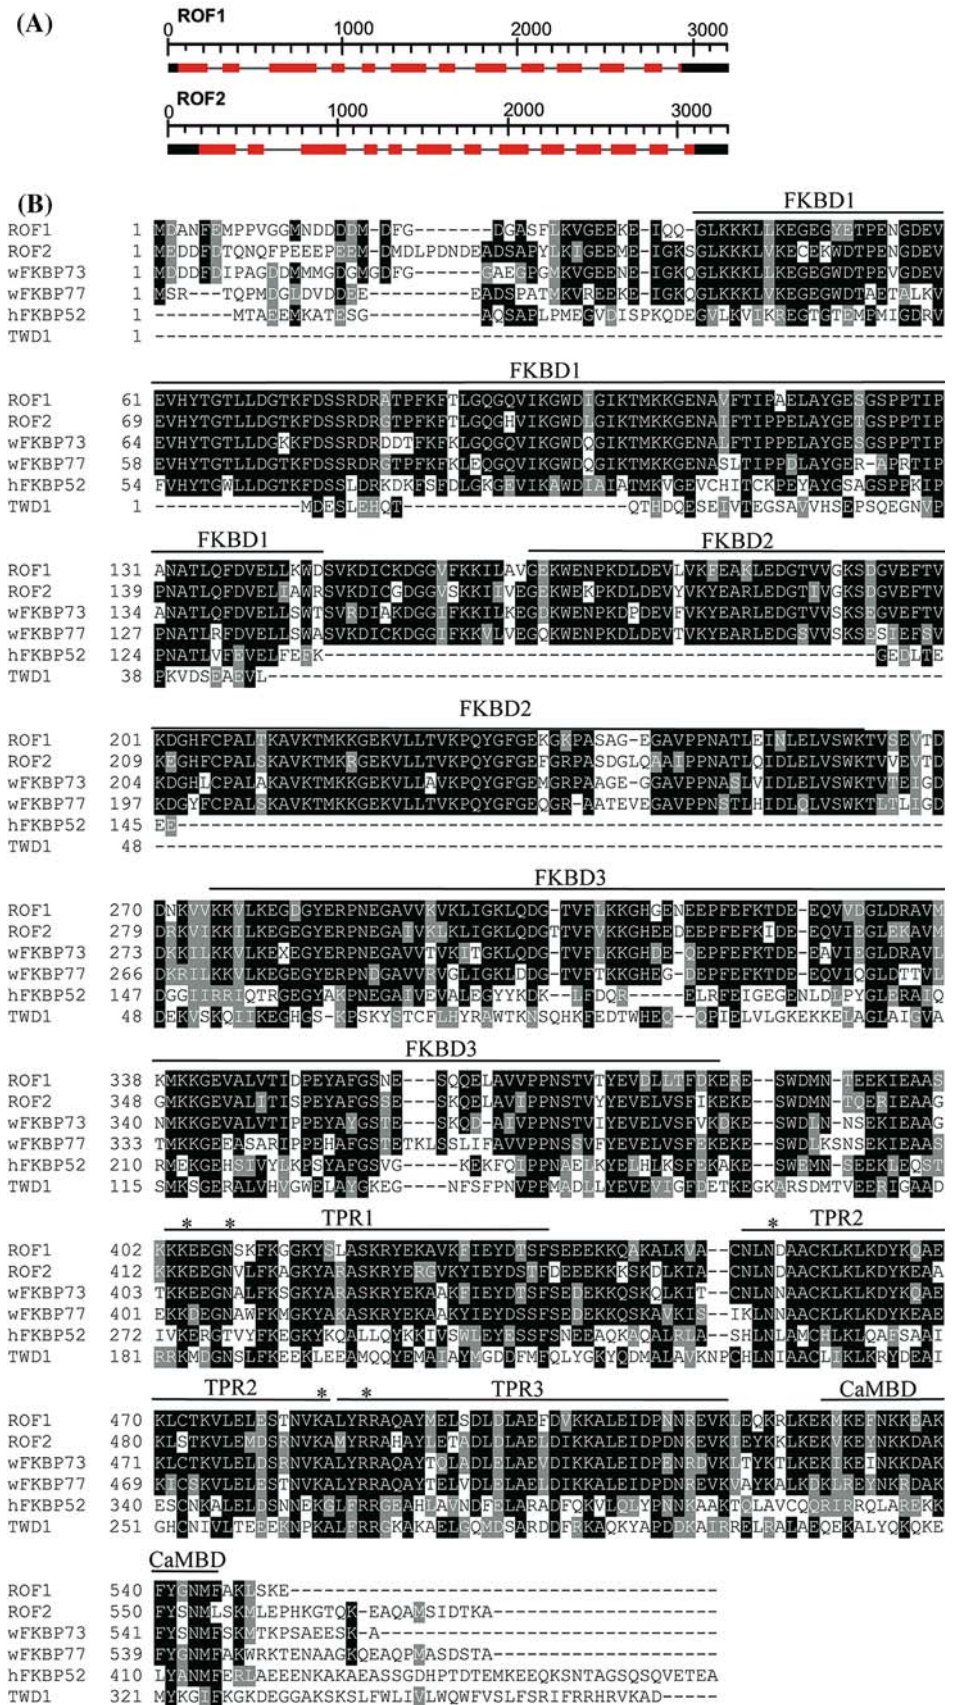 (A)
ROF1
0 1000 2000 3000
ROF2
0 1000 2000 3000
(B)
FKBD1
ROF1 1 MDANFEMPPVGGMNDDDDM-DFG-------DGASFLKVGEEKE-IQQ-GLKKKLLKEGEGYETPENGDEV
ROF2 1 MEDDFDTQNQFPEEEPEEM-DMDLPDNDEADSAPYLKIGEEME-IGKSGLKKKLVKECEKWDTPENGDEV
wFKBP73 1 MDDDFDIPAGDDMMMGDGMGDFG------GAEGPGMKVGEENE-IGKQGLKKKLLKEGEGWDTPEVGDEV
wFKBP77 1 MSR---TQPMDGLDVDDEE---------EADSPATMKVREEKE-IGKQGLKKKLVKEGEGWDTAETALKV
hFKBP52 1 -------MTAEEMKATESG----------AQSAPLPMEGVDISPKQDEGVLKVIKREGTGTEMPMIGDRV
TWD1 1 ----------------------------------------------------------------------
FKBD1
ROF1 61 EVHYTGTLLDGTKFDSSRDRATPFKFTLGQGQVIKGWDIGIKTMKKGENAVFTIPAELAYGESGSPPTIP
ROF2 69 EVHYTGTLLDGTKFDSSRDRATPFKFTLGQGHVIKGWDLGIKTMKKGENAIFTIPPELAYGETGSPPTIP
wFKBP73 64 EVHYTGTLLDGKKFDSSRDRDDTFKFKLGQGQVIKGWDQGIKTMKKGENALFTIPPELAYGESGSPPTIP
wFKBP77 58 EVHYTGTLLDGTKFDSSRDRGTPFKFKLEQGQVIKGWDQGIKTMKKGENASLTIPPDLAYGER-APRTIP
hFKBP52 54 FVHYTGWLLDGTKFDSSLDRKDKFSFDLGKGEVIKAWDIAIATMKVGEVCHITCKPEYAYGSAGSPPKIP
TWD1 1 -------------MDESLEHQT--------------------QTHDQESEIVTEGSAVVHSEPSQEGNVP
FKBD1 FKBD2
ROF1 131 ANATLQFDVELLKWDSVKDICKDGGVFKKILAVGEKWENPKDLDEVLVKFEAKLEDGTVVGKSDGVEFTV
ROF2 139 PNATLQFDVELIAWRSVKDICGDGGVSKKIIVEGEKWEKPKDLDEVYVKYEARLEDGTIVGKSDGVEFTV
wFKBP73 134 ANATLQFDVELLSWTSVRDIAKDGGIFKKILKEGDKWENPKDPDEVFVKYEARLEDGTVVSKSEGVEFTV
wFKBP77 127 PNATLRFDVELLSWASVKDICKDGGIFKKVLVEGQKWENPKDLDEVTVKYEARLEDGSVVSKSESIEFSV
hFKBP52 124 PNATLVFEVELFEFK-------------------------------------------------GEDLTE
TWD1 38 PKVDSEAEVL------------------------------------------------------------
FKBD2
ROF1 201 KDGHFCPALTKAVKTMKKGEKVLLTVKPQYGFGEKGKPASAG-EGAVPPNATLEINLELVSWKTVSEVTD
ROF2 209 KEGHFCPALSKAVKTMKRGEKVLLTVKPQYGFGEFGRPASDGLQAAIPPNATLQIDLELVSWKTVVEVTD
wFKBP73 204 KDGHLCPALAKAVKTMKKGEKVLLAVKPQYGFGEMGRPAAGE-GGAVPPNASLVIDLELVSWKTVTEIGD
wFKBP77 197 KDGYFCPALSKAVKTMKKGEKVLLTVKPQYGFGEQGR-AATEVEGAVPPNSTLHIDLQLVSWKTLTLIGD
hFKBP52 145 EE--------------------------------------------------------------------
TWD1 48 ----------------------------------------------------------------------
FKBD3
ROF1 270 DNKVVKKVLKEGDGYERPNEGAVVKVKLIGKLQDG-TVFLKKGHGENEEPFEFKTDE-EQVVDGLDRAVM
ROF2 279 DRKVIKKILKEGEGYERPNEGAIVKLKLIGKLQDGTTVFVKKGHEEDEEPFEFKIDE-EQVIEGLEKAVM
wFKBP73 273 DKKILKKVLKEXEGYERPNEGAVVTVKITGKLQDG-TVFLKKGHDE-QEPFEFKTDE-EAVIEGLDRAVL
wFKBP77 266 DKRILKKVLKEGEGYERPNDGAVVRVGLIGKLDDG-TVFTKKGHEG-DEPFEFKTDE-EQVIQGLDTTVL
hFKBP52 147 DGGIIRRIQTRGEGYAKPNEGAIVEVALEGYYKDK--LFDQR-----ELRFEIGEGENLDLPYGLERAIQ
TWD1 48 DEKVSKQIIKEGHGS-KPSKYSTCFLHYRAWTKNSQHKFEDTWHEQ--QPIELVLGKEKKELAGLAIGVA
FKBD3
ROF1 338 KMKKGEVALVTIDPEYAFGSNE---SQQELAVVPPNSTVTYEVDLLTFDKERE--SWDMN-TEEKIEAAS
ROF2 348 GMKKGEVALITISPEYAFGSSE---SKQELAVIPPNSTVYYEVELVSFIKEKE--SWDMN-TQERIEAAG
wFKBP73 340 NMKKGEVALVTIPPEYAYGSTE---SKQD-AIVPPNSTVIYEVELVSFVKDKE--SWDLN-NSEKIEAAG
wFKBP77 333 TMKKGEEASARIPPEHAFGSTETKLSSLIFAVVPPNSSVFYEVELVSFEKEKE--SWDLKSNSEKIEAAS
hFKBP52 210 RMEKGEHSIVYLKPSYAFGSVG----KEKFQIPPNAELKYELHLKSFEKAKE--SWEMN-SEEKLEQST
TWD1 115 SMKSGERALVHVGWELAYGKEG----NFSFPNVPPMADLLYEVEVIGFDETKEGKARSDMTVEERIGAAD
* * TPR1 * TPR2
ROF1 402 KKKEEGNSKFKGGKYSLASKRYEKAVKFIEYDTSFSEEEKKQAKALKVA--CNLNDAACKLKLKDYKQAE
ROF2 412 KKKEEGNVLFKAGKYARASKRYERGVKYIEYDSTFDEEEKKKSKDLKIA--CNLNDAACKLKLKDYKEAA
wFKBP73 403 TKKEEGNALFKSGKYARASKRYEKAAKFIEYDTSFSEDEKKQSKQLKIT--CNLNNAACKLKLKDYKQAE
wFKBP77 401 EKKDEGNAWFKMGKYAKASKRYEKAAKYIEYDSSFSEDEKKQSKAVKIS--IKLNNAACKLKLKDYKEAE
hFKBP52 272 IVKERGTVYFKEGKYKQALLQYKKIVSWLEYESSFSNEEAQKAQALRLA--SHLNLAMCHLKLQAFSAAI
TWD1 181 RRKMDGNSLFKEEKLEEAMQQYEMAIAYMGDDFMFQLYGKYQDMALAVKNPCHLNIAACLIKLKRYDEAI
TPR2 * * TPR3 CaMBD
ROF1 470 KLCTKVLELESTNVKALYRRAQAYMELSDLDLAEFDVKKALEIDPNNREVKLEQKRLKEKMKEFNKKEAK
ROF2 480 KLSTKVLEMDSRNVKAMYRRAHAYLETADLDLAELDIKKALEIDPDNKEVKIEYKKLKEKVKEYNKKDAK
wFKBP73 471 KLCTKVLELDSQNVKALYRRAQAYTQLADLELAEVDIKKALEIDPENRDVKLTYKTLKEKIKEINKKDAK
wFKBP77 469 KICSKVLELESTNVKALYRRAQAYTELVDLELAELDIKKALEIDPDNREVKVAYKALKDKLREYNKRDAK
hFKBP52 340 ESCNKALELDSNNEKGLFRRGEAHLAVNDFELARADFQKVLQLYPNNKAAKTQLAVCQQRIRRQLAREKK
TWD1 251 GHCNIVLTEEEKNPKALFRRGKAKAELGQMDSARDDFRKAQKYAPDDKAIRRELRALAEQEKALYQKQKE
CaMBD
ROF1 540 FYGNMFAKLSKE--------------------------------------
ROF2 550 FYSNMLSKMLEPHKGTQK-EAQAMSIDTKA--------------------
wFKBP73 541 FYSNMFSKMTKPSAEESK-A------------------------------
wFKBP77 539 FYGNMFAKWRKTENAAGKQEAQPMASDSTA--------------------
hFKBP52 410 LYANMFERLAEEENKAKAEASSGDHPTDTEMKEEQKSNTAGSQSQVETEA
TWD1 321 MYKGIFKGKDEGGAKSKSLFWLIVLWQWFVSLFSRIFRRHRVKAD-----